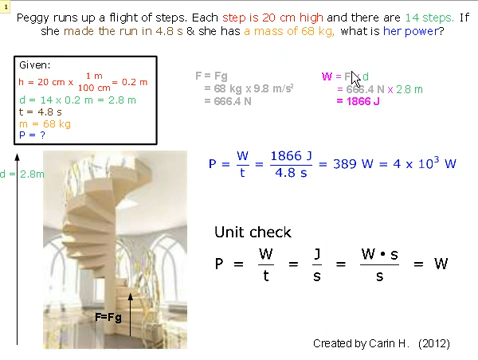 1
Peggy runs up a flight of steps. Each step is 20 cm high and there are 14 steps. If
she made the run in 4.8 s & she has a mass of 68 kg, what is her power?
Given:
h = 20 cm x 1 m / 100 cm = 0.2 m
d = 14 x 0.2 m = 2.8 m
t = 4.8 s
m = 68 kg
P = ?
F = Fg
= 68 kg x 9.8 m/s²
= 666.4 N
W = F x d
= 666.4 N x 2.8 m
= 1866 J
d = 2.8m
P = W / t = 1866 J / 4.8 s = 389 W = 4 x 10³ W
Unit check
P = W / t = J / s = W • s / s = W
F=Fg
Created by Carin H. (2012)